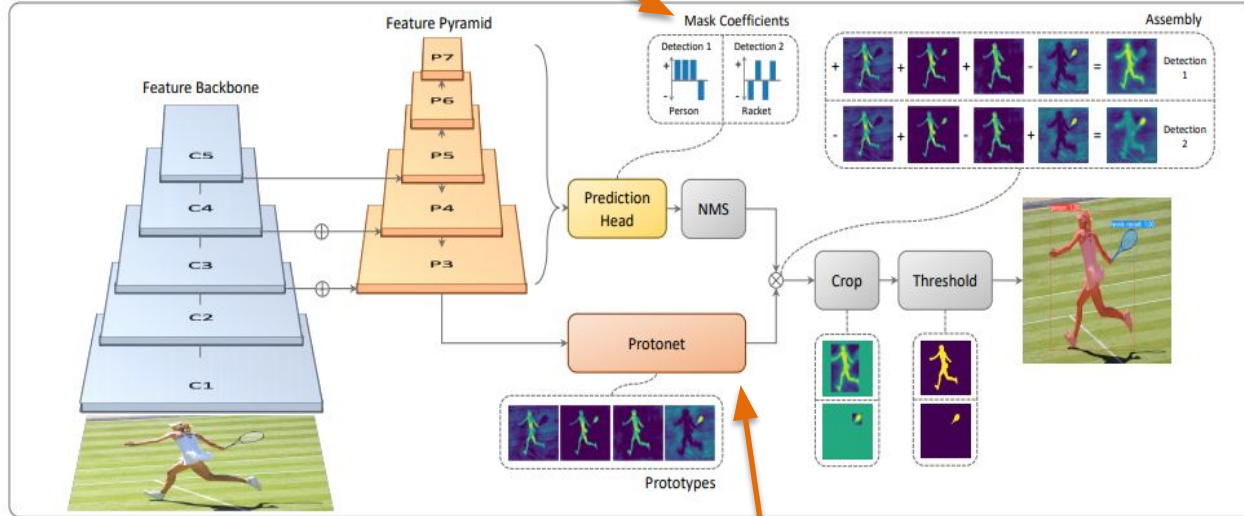 Feature Backbone
C5
C4
C3
C2
C1
Feature Pyramid
P7
P6
P5
P4
P3
Mask Coefficients
Detection 1
Detection 2
+
-
+
-
Person
Racket
Prediction
Head
NMS
Protonet
Prototypes
Assembly
+ + + - =
Detection
1
- + - + =
Detection
2
Crop
Threshold